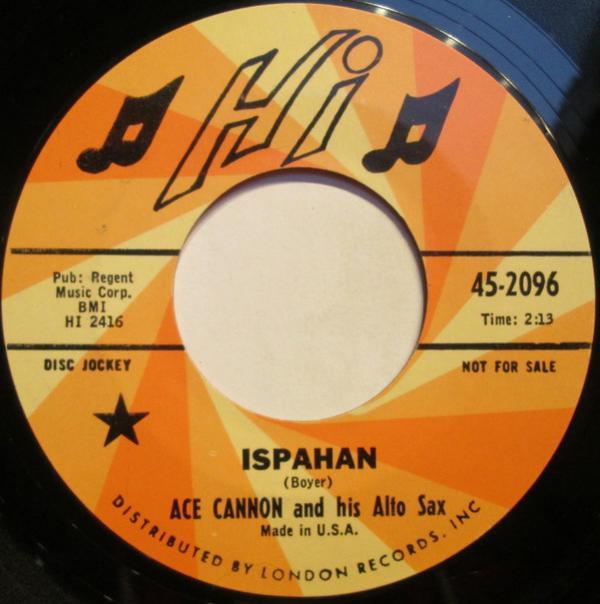 Hi
Pub: Regent
Music Corp.
BMI
HI 2416
45-2096
Time: 2:13
DISC JOCKEY
NOT FOR SALE
ISPAHAN
(Boyer)
ACE CANNON and his Alto Sax
Made in U.S.A.
DISTRIBUTED BY LONDON RECORDS, INC